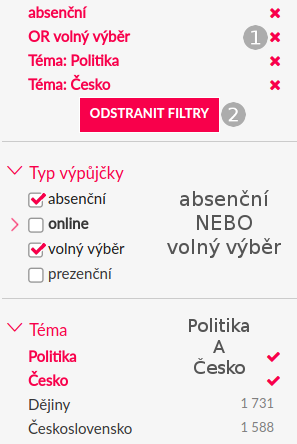 absenční
OR volný výběr 1
Téma: Politika
Téma: Česko
ODSTRANIT FILTRY 2
Typ výpůjčky
absenční
online
volný výběr
prezenční
absenční
NEBO
volný výběr
Téma
Politika
Česko
Dějiny 1 731
Československo 1 588
Politika
A
Česko